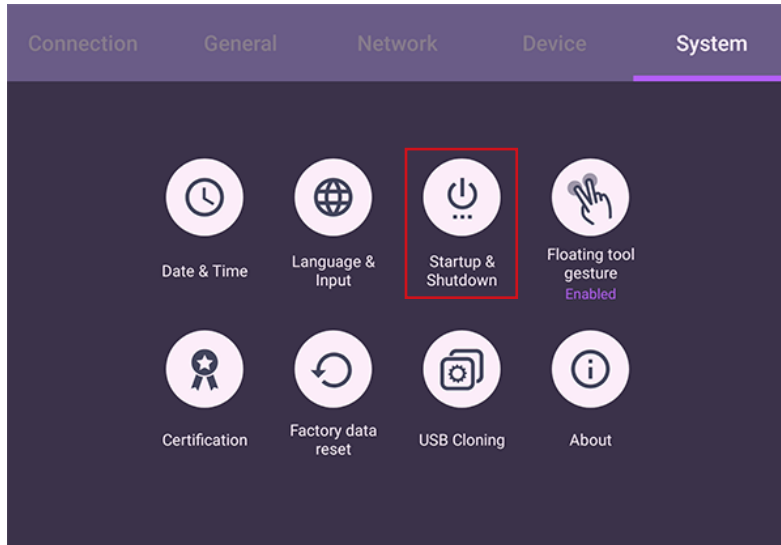 Connection
General
Network
Device
System
Date & Time
Language &
Input
Startup &
Shutdown
Floating tool
gesture
Enabled
Certification
Factory data
reset
USB Cloning
About